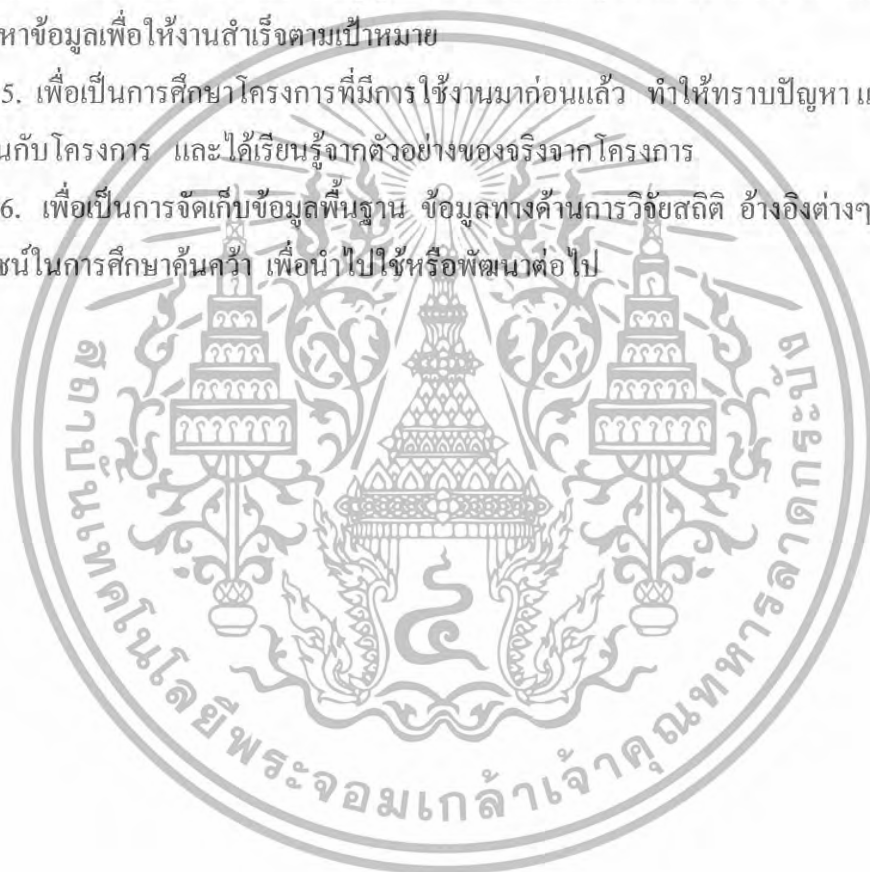 หาข้อมูลเพื่อให้งานสำเร็จตามเป้าหมาย
5. เพื่อเป็นการศึกษาโครงการที่มีการใช้งานมาก่อนแล้ว ทำให้ทราบปัญหา แ
นกับโครงการ และได้เรียนรู้จากตัวอย่างของจริงจากโครงการ
6. เพื่อเป็นการจัดเก็บข้อมูลพื้นฐาน ข้อมูลทางด้านการวิจัยสถิติ อ้างอิงต่างๆ
ชน์ในการศึกษาค้นคว้า เพื่อนำไปใช้หรือพัฒนาต่อไป
สถาบันเทคโนโลยีพระจอมเกล้าเจ้าคุณทหารลาดกระบัง
๔